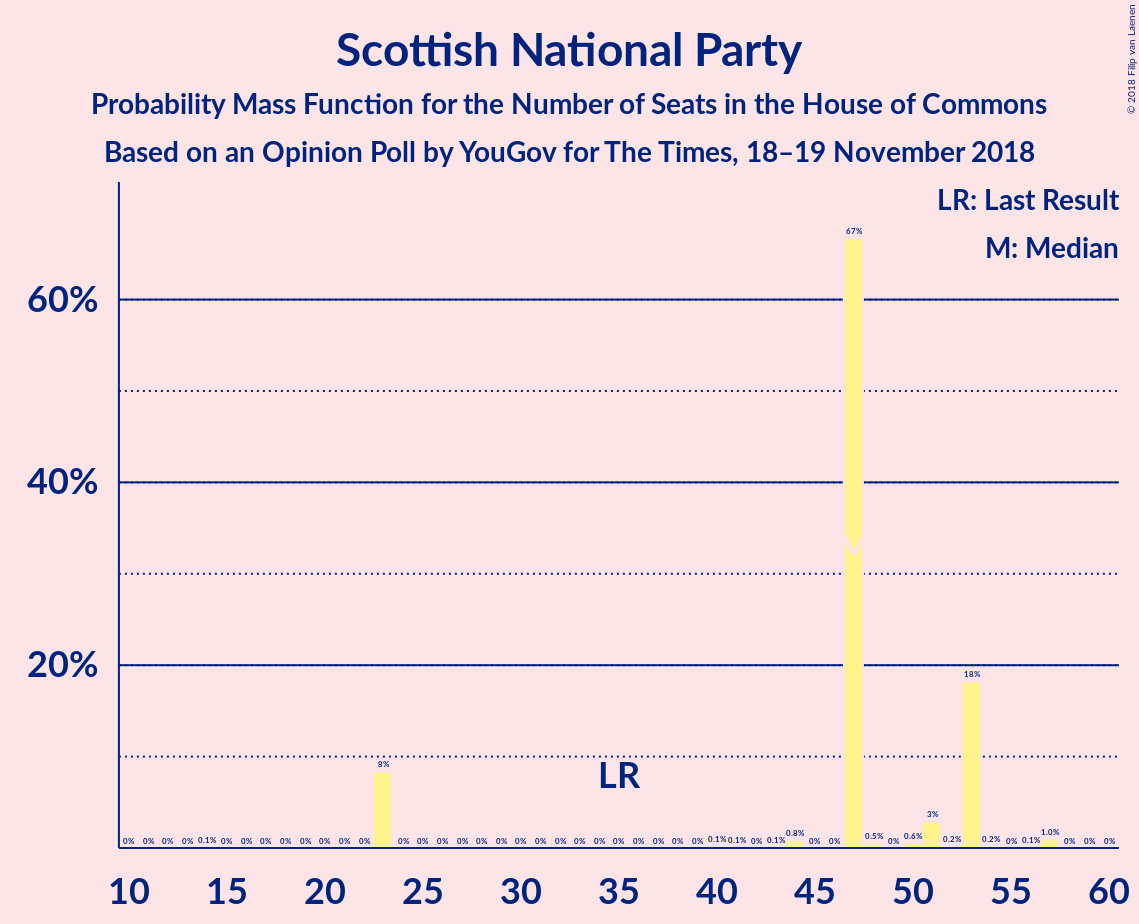 Scottish National Party
Probability Mass Function for the Number of Seats in the House of Commons
Based on an Opinion Poll by YouGov for The Times, 18–19 November 2018
© 2018 Filip van Laenen
LR: Last Result
M: Median
60%
40%
20%
67%
18%
8%
LR
3%
0% 0% 0% 0% 0.1% 0% 0% 0% 0% 0% 0% 0% 0% 0% 0% 0% 0% 0% 0% 0% 0% 0% 0% 0% 0% 0% 0% 0% 0% 0.1% 0.1% 0% 0.1% 0.8% 0% 0% 0.5% 0% 0.6% 0.2% 0.2% 0% 0.1% 1.0% 0% 0% 0%
10 15 20 25 30 35 40 45 50 55 60